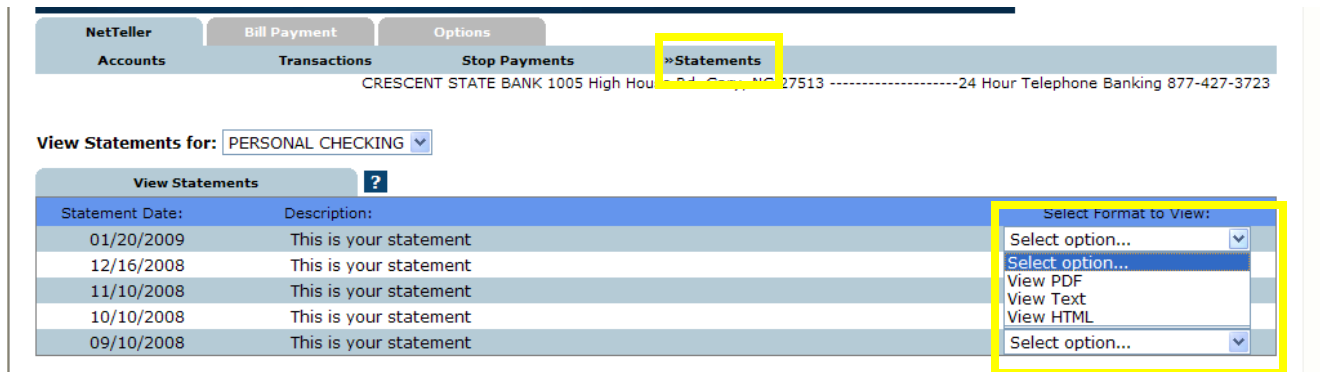 NetTeller Bill Payment Options
Accounts Transactions Stop Payments »Statements
CRESCENT STATE BANK 1005 High House Rd. Cary, NC 27513 -------------------24 Hour Telephone Banking 877-427-3723
View Statements for: PERSONAL CHECKING
View Statements ?
Statement Date: Description: Select Format to View:
01/20/2009 This is your statement Select option...
12/16/2008 This is your statement Select option...
11/10/2008 This is your statement View PDF
View Text
10/10/2008 This is your statement View HTML
09/10/2008 This is your statement Select option...